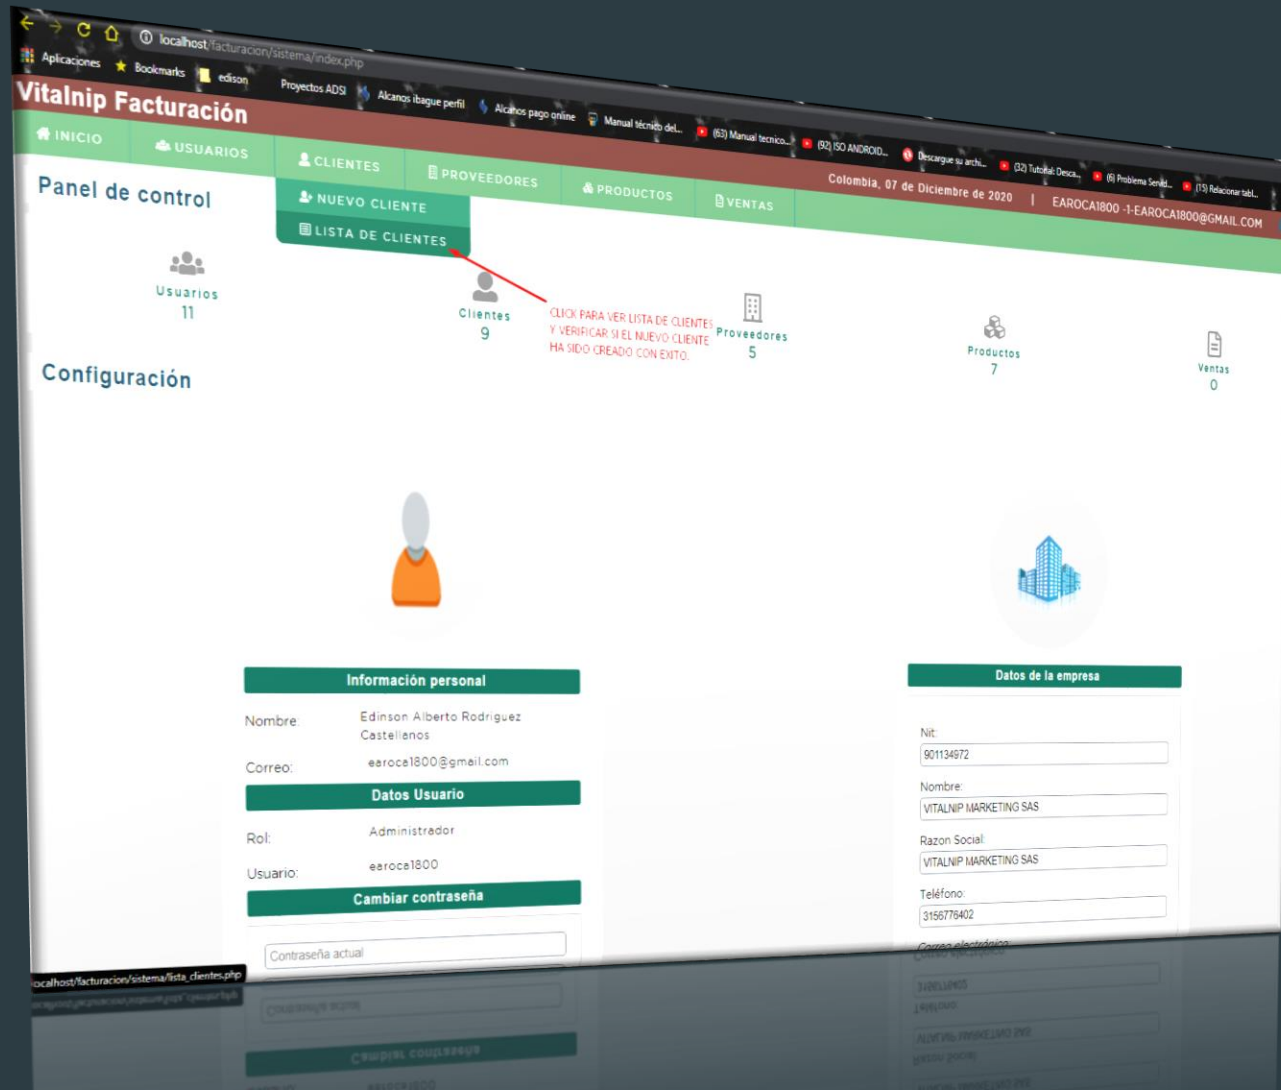 localhost/facturacion/sistema/index.php
Aplicaciones Bookmarks edison Proyectos ADSI Alcanos ibague perfil Alcanos pago online Manual técnico del... (63) Manual tecnico... (92) ISO ANDROID... Descargue su archi... (32) Tutorial: Desca... (6) Problema Servid... (15) Relacionar tabl...
Vitalnip Facturación
Colombia, 07 de Diciembre de 2020 | EAROCA1800 -1-EAROCA1800@GMAIL.COM
INICIO USUARIOS CLIENTES PROVEEDORES PRODUCTOS VENTAS
NUEVO CLIENTE
LISTA DE CLIENTES
Panel de control
Usuarios
11
Clientes
9
CLICK PARA VER LISTA DE CLIENTES
Y VERIFICAR SI EL NUEVO CLIENTE
HA SIDO CREADO CON EXITO.
Proveedores
5
Productos
7
Ventas
0
Configuración
Información personal
Nombre: Edinson Alberto Rodriguez
Castellanos
Correo: earoca1800@gmail.com
Datos Usuario
Rol: Administrador
Usuario: earoca1800
Cambiar contraseña
Contraseña actual
Datos de la empresa
Nit:
901134972
Nombre:
VITALNIP MARKETING SAS
Razon Social:
VITALNIP MARKETING SAS
Teléfono:
3156776402
Correo electrónico:
localhost/facturacion/sistema/lista_clientes.php